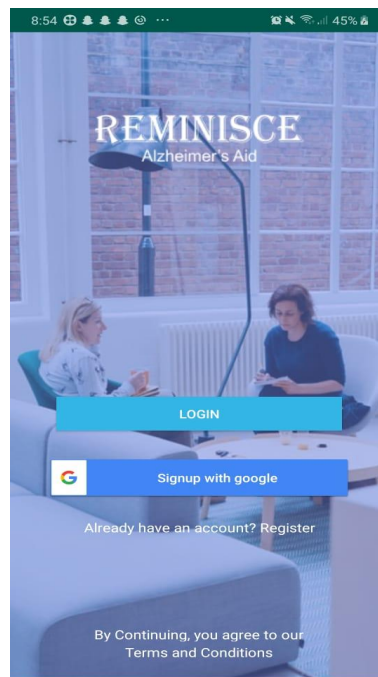 8:54
45%
REMINISCE
Alzheimer's Aid
LOGIN
G
Signup with google
Already have an account? Register
By Continuing, you agree to our
Terms and Conditions